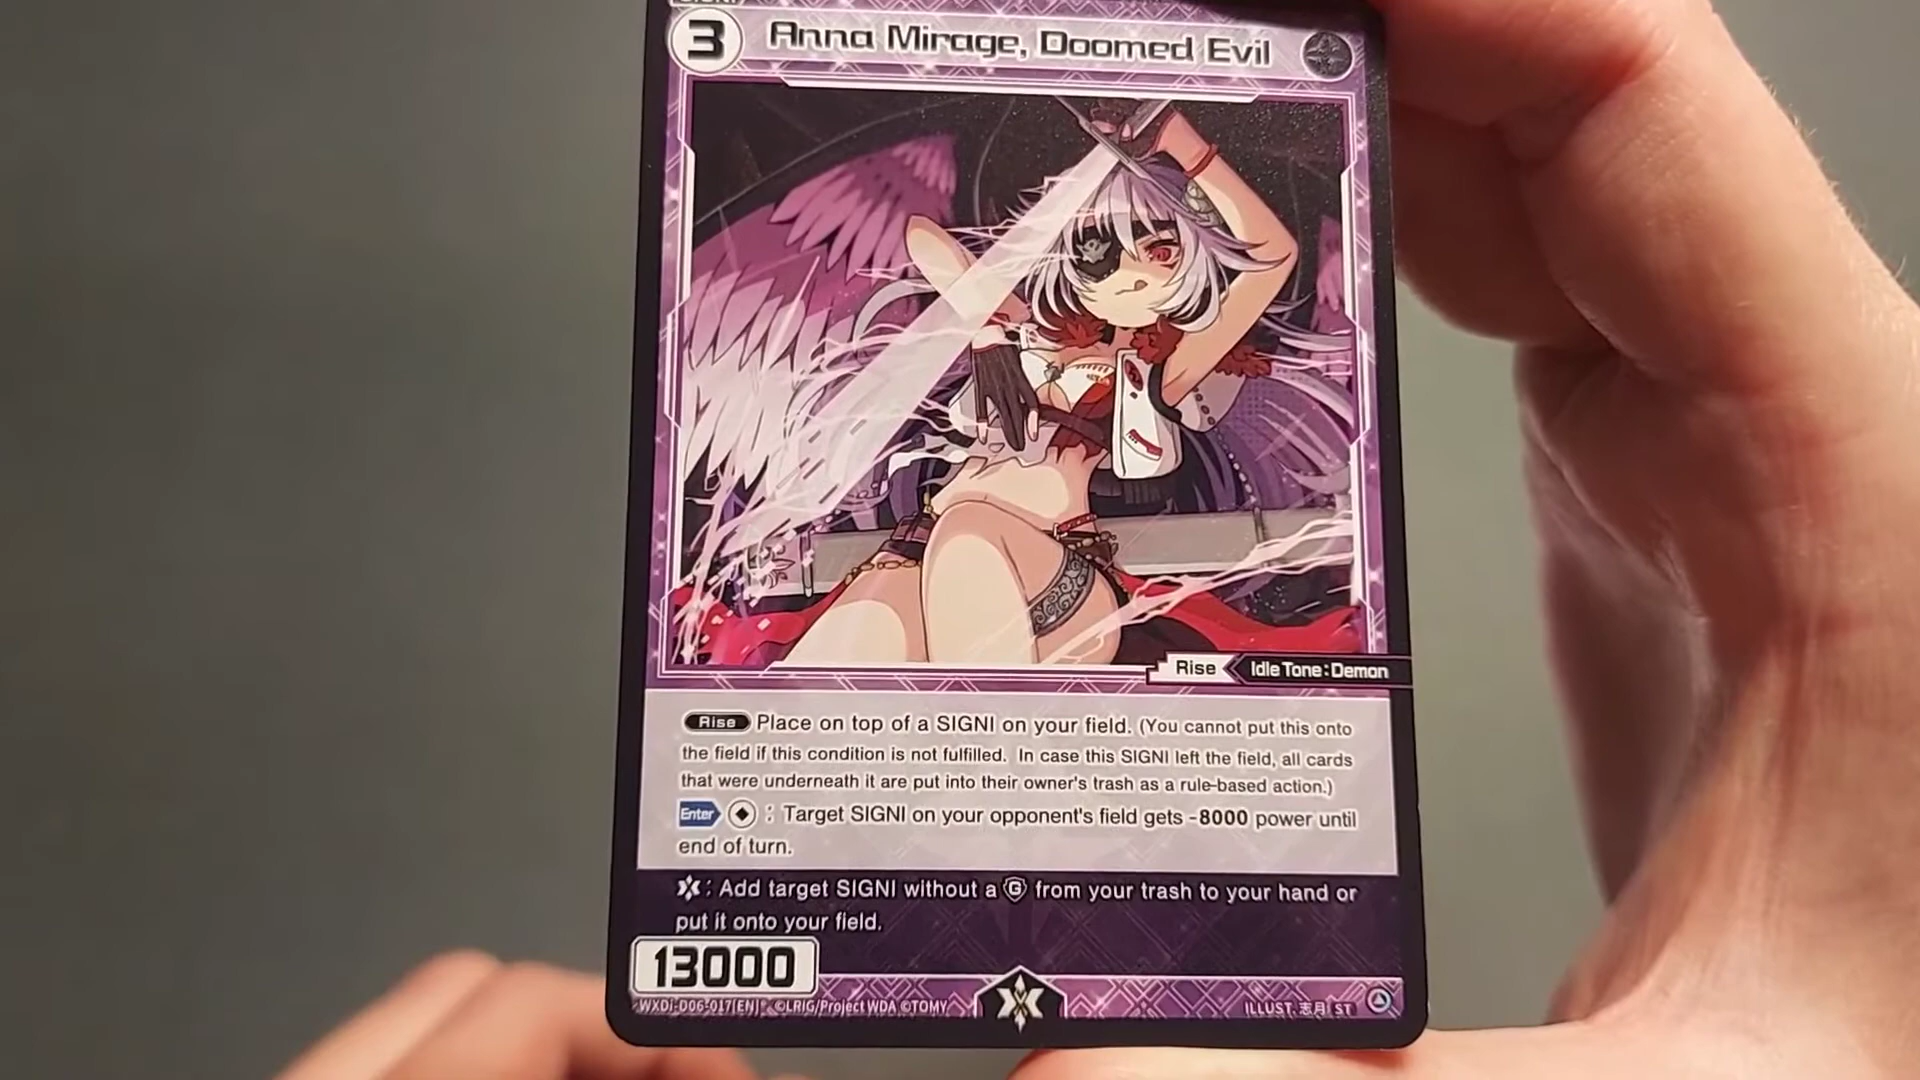 SIGNI
3 Anna Mirage, Doomed Evil
Rise Idle Tone:Demon
Rise Place on top of a SIGNI on your field. (You cannot put this onto
the field if this condition is not fulfilled. In case this SIGNI left the field, all cards
that were underneath it are put into their owner's trash as a rule-based action.)
Enter : Target SIGNI on your opponent's field gets -8000 power until
end of turn.
: Add target SIGNI without a G from your trash to your hand or
put it onto your field.
13000
WXDi-D06-017[EN] ©LRIG/Project WDA ©TOMY ILLUST. 志月 ST